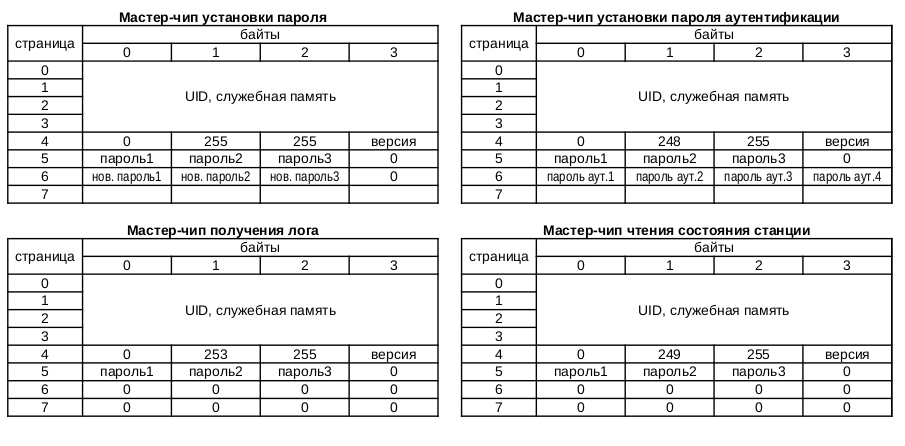 Мастер-чип установки пароля
страница байты
0 1 2 3
0
1
2
3
UID, служебная память
4 0 255 255 версия
5 пароль1 пароль2 пароль3 0
6 нов. пароль1 нов. пароль2 нов. пароль3 0
7
Мастер-чип установки пароля аутентификации
страница байты
0 1 2 3
0
1
2
3
UID, служебная память
4 0 248 255 версия
5 пароль1 пароль2 пароль3 0
6 пароль аут.1 пароль аут.2 пароль аут.3 пароль аут.4
7
Мастер-чип получения лога
страница байты
0 1 2 3
0
1
2
3
UID, служебная память
4 0 253 255 версия
5 пароль1 пароль2 пароль3 0
6 0 0 0 0
7 0 0 0 0
Мастер-чип чтения состояния станции
страница байты
0 1 2 3
0
1
2
3
UID, служебная память
4 0 249 255 версия
5 пароль1 пароль2 пароль3 0
6 0 0 0 0
7 0 0 0 0